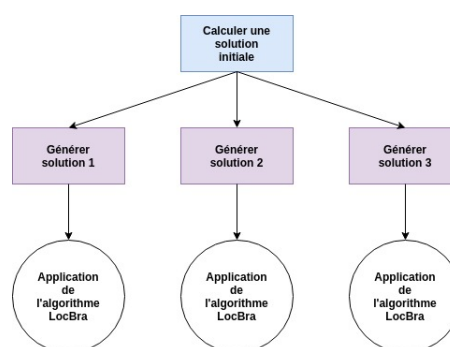 Calculer une
solution
initiale
Générer
solution 1
Générer
solution 2
Générer
solution 3
Application
de
l'algorithme
LocBra
Application
de
l'algorithme
LocBra
Application
de
l'algorithme
LocBra